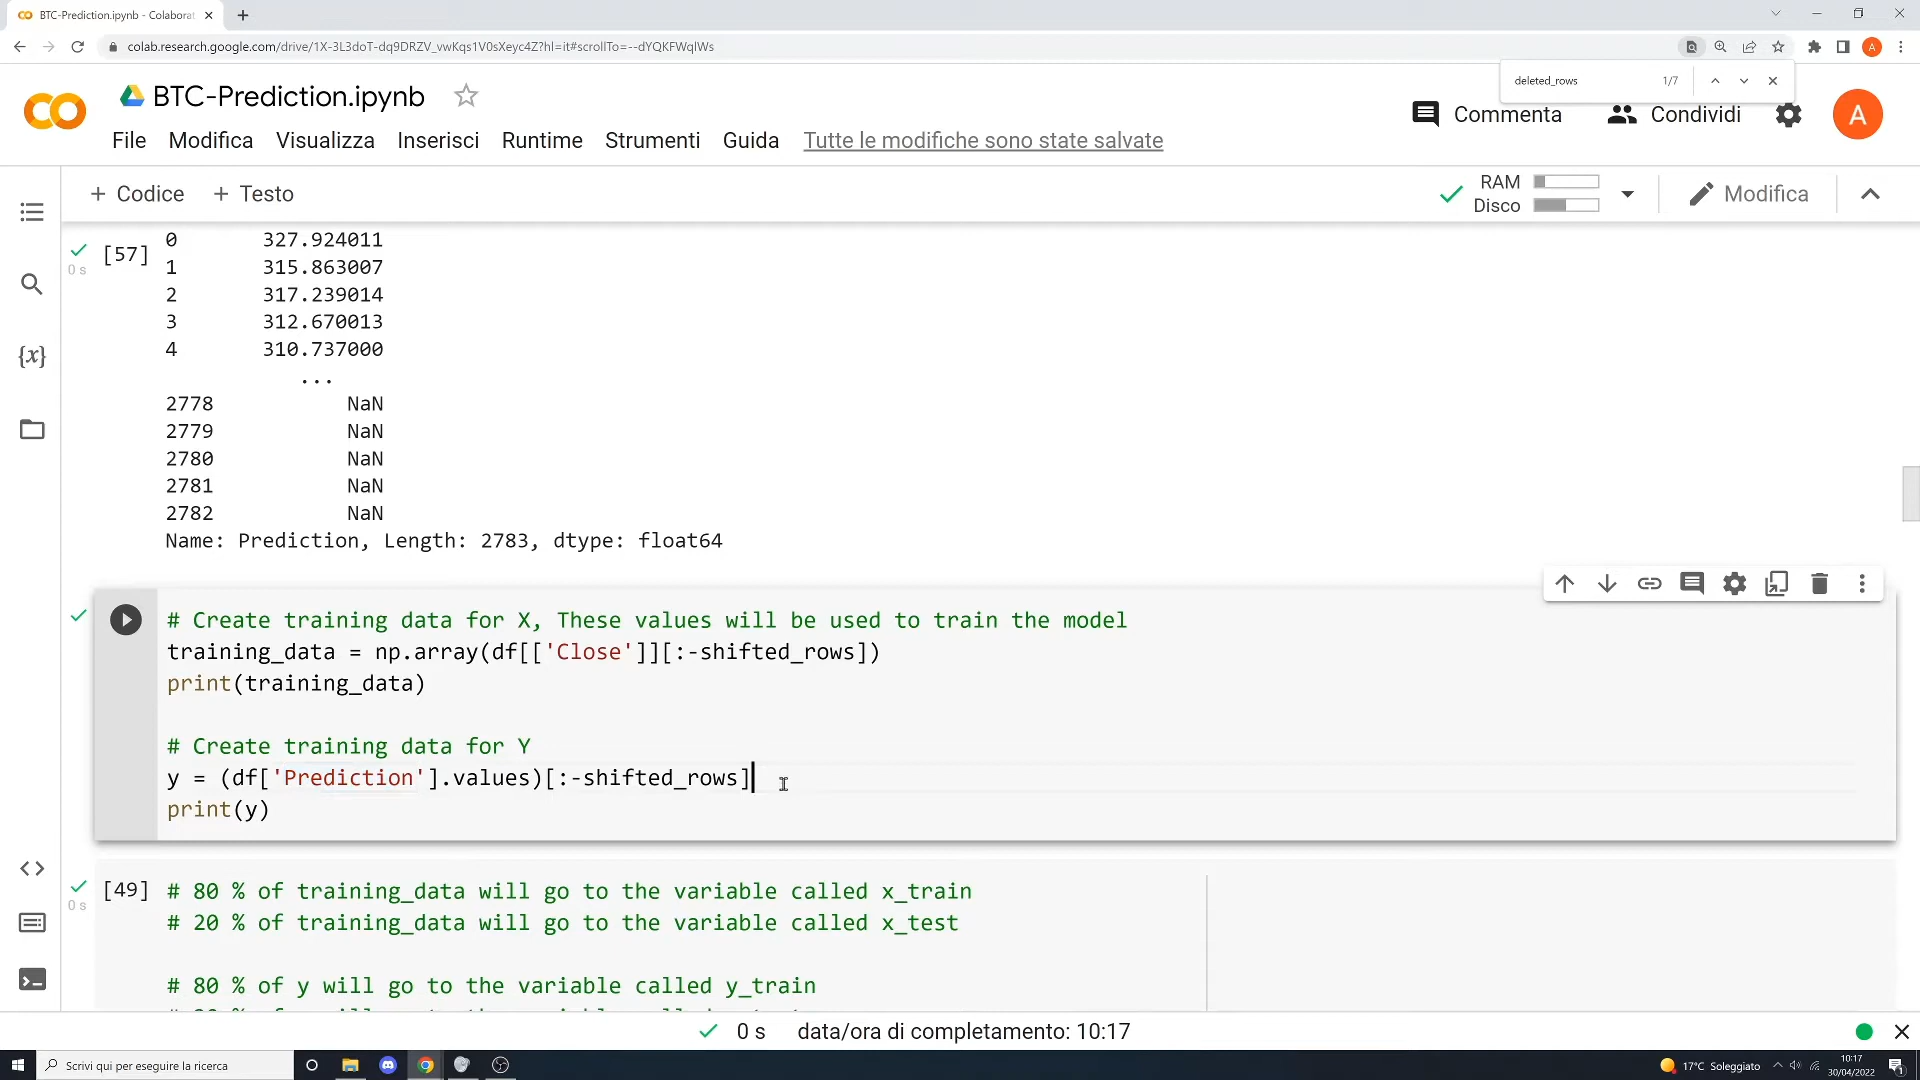 BTC-Prediction.ipynb - Colaborat
colab.research.google.com/drive/1X-3L3doT-dq9DRZV_vwKqs1V0sXeyc4Z?hl=it#scrollTo=--dYQKFWqlWs
A
deleted_rows 1/7
BTC-Prediction.ipynb
Commenta Condividi A
File Modifica Visualizza Inserisci Runtime Strumenti Guida Tutte le modifiche sono state salvate
+ Codice + Testo
RAM
Disco
Modifica
[57]
0 s
0 327.924011
1 315.863007
2 317.239014
3 312.670013
4 310.737000
...
2778 NaN
2779 NaN
2780 NaN
2781 NaN
2782 NaN
Name: Prediction, Length: 2783, dtype: float64
# Create training data for X, These values will be used to train the model
training_data = np.array(df[['Close']][:-shifted_rows])
print(training_data)
# Create training data for Y
y = (df['Prediction'].values)[:-shifted_rows]
print(y)
[49]
0 s
# 80 % of training_data will go to the variable called x_train
# 20 % of training_data will go to the variable called x_test
# 80 % of y will go to the variable called y_train
0 s data/ora di completamento: 10:17
Scrivi qui per eseguire la ricerca
17°C Soleggiato
10:17
30/04/2022
1